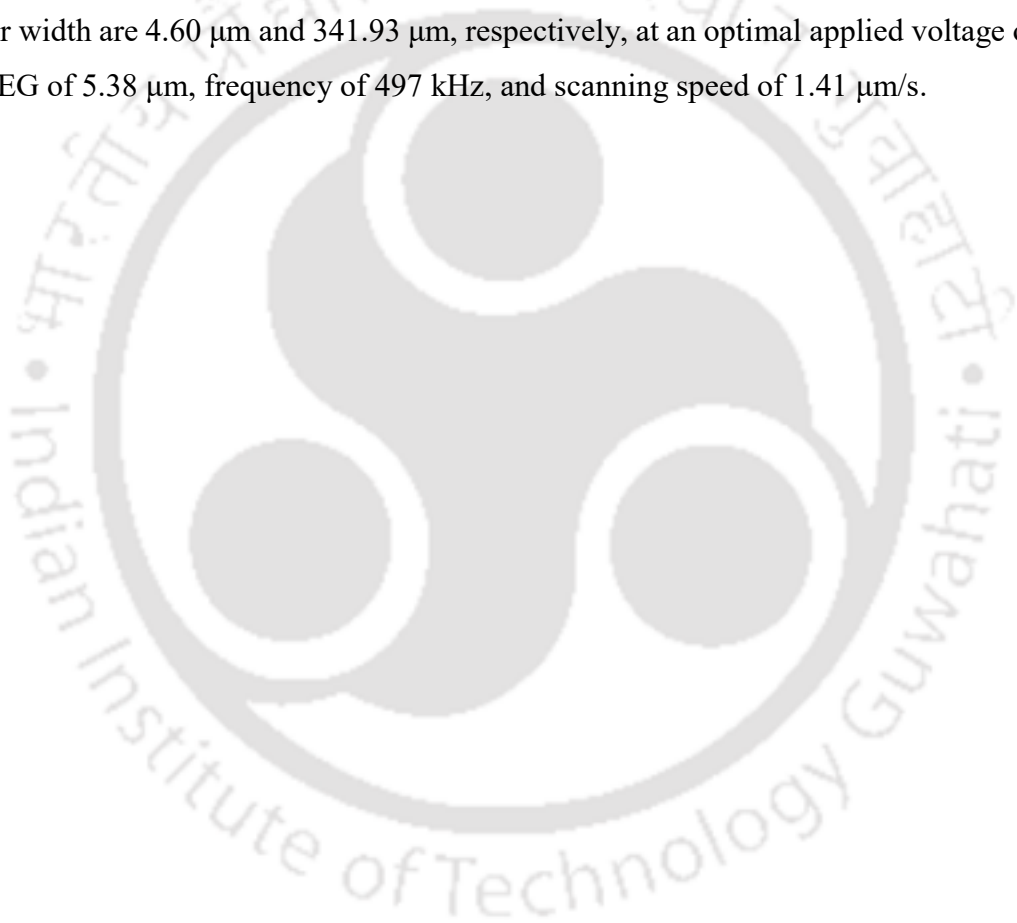 r width are 4.60 μm and 341.93 μm, respectively, at an optimal applied voltage
EG of 5.38 μm, frequency of 497 kHz, and scanning speed of 1.41 μm/s.
भारतीय
गुवाहाटी
Indian Institute of Technology Guwahati